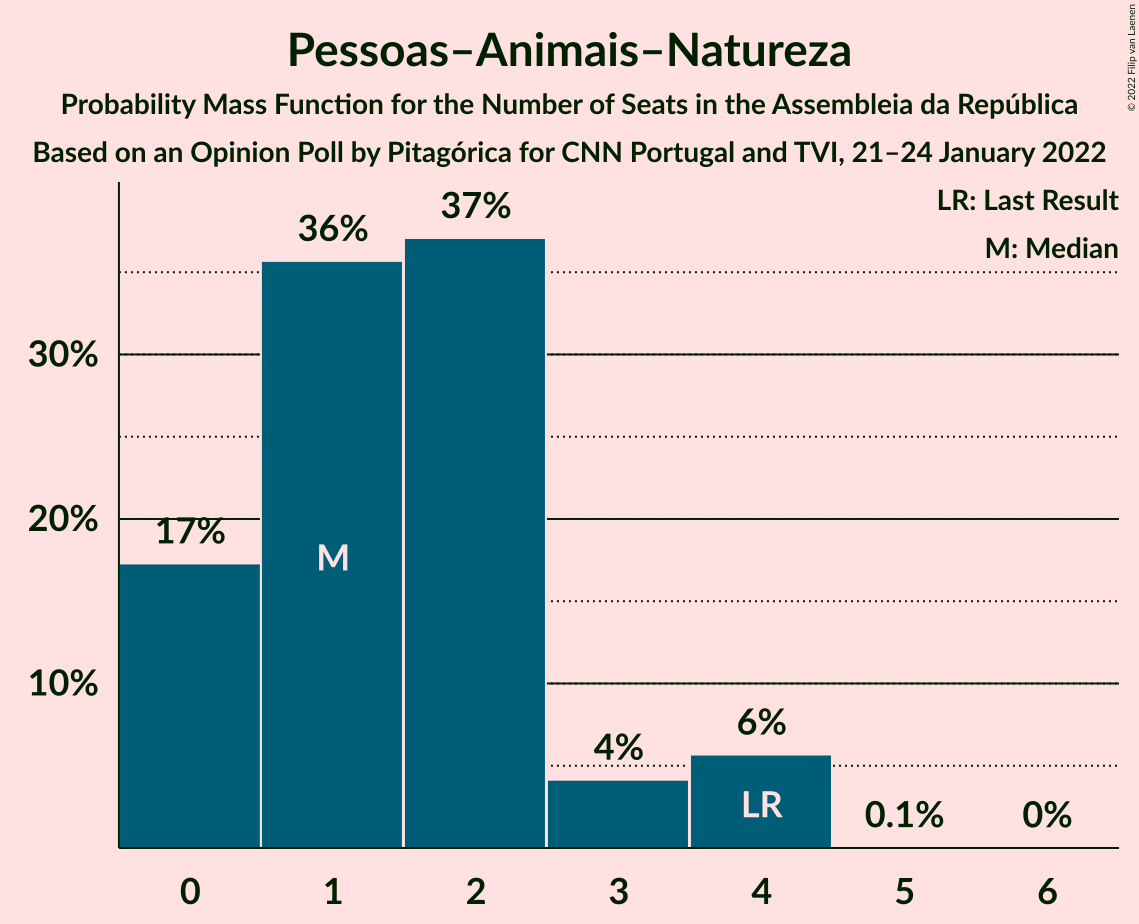 Pessoas–Animais–Natureza
Probability Mass Function for the Number of Seats in the Assembleia da República
Based on an Opinion Poll by Pitagórica for CNN Portugal and TVI, 21–24 January 2022
© 2022 Filip van Laenen
LR: Last Result
M: Median
37%
36%
30%
20%
17%
M
10%
6%
4%
LR
0.1%
0%
0 1 2 3 4 5 6